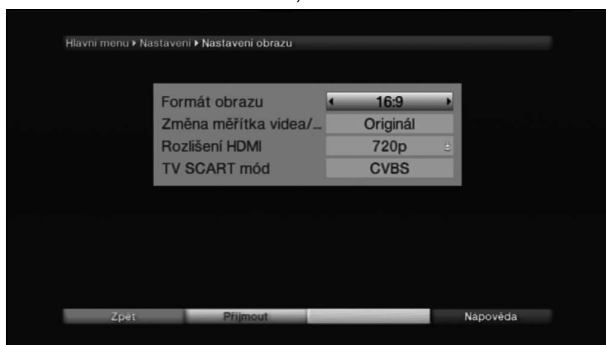 Hlavní menu ▸ Nastavení ▸ Nastavení obrazu
Formát obrazu 16:9
Změna měřítka videa/... Originál
Rozlišení HDMI 720p
TV SCART mód CVBS
Zpět Přijmout Nápověda